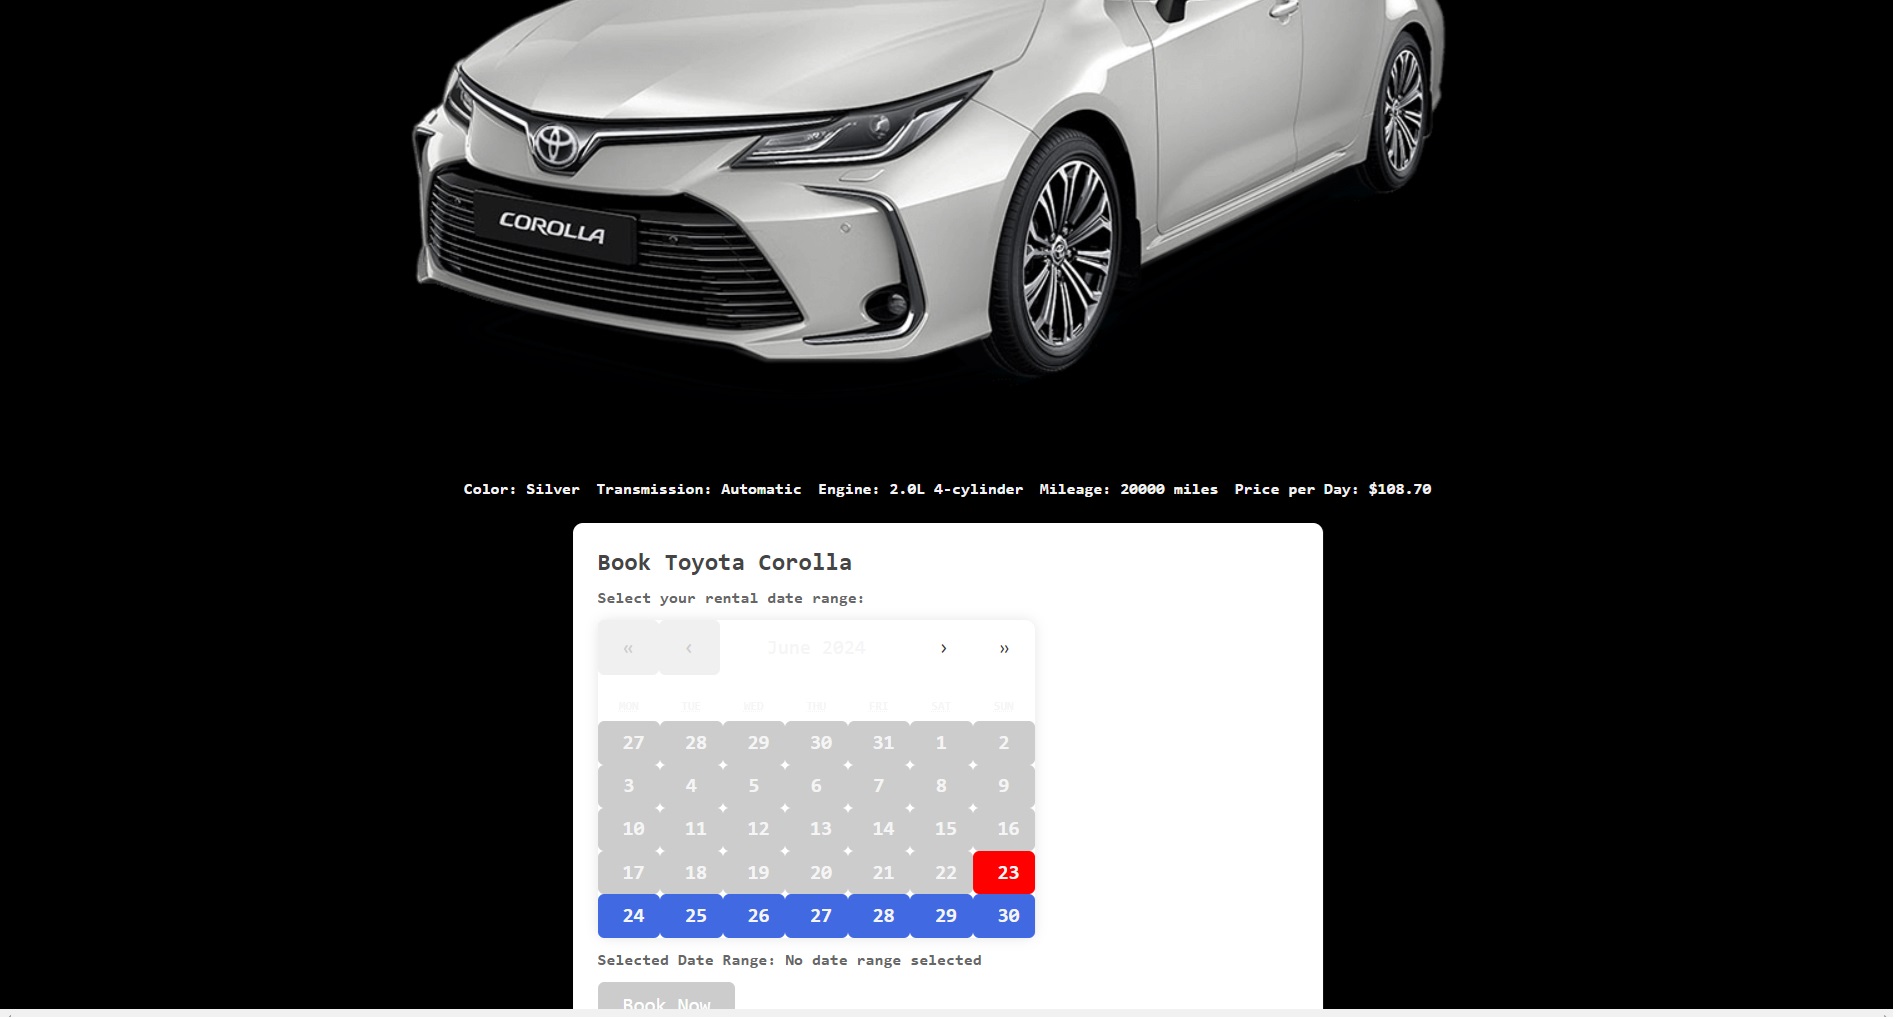 COROLLA
Color: Silver Transmission: Automatic Engine: 2.0L 4-cylinder Mileage: 20000 miles Price per Day: $108.70
Book Toyota Corolla
Select your rental date range:
« ‹ June 2024 › »
MON TUE WED THU FRI SAT SUN
27 28 29 30 31 1 2
3 4 5 6 7 8 9
10 11 12 13 14 15 16
17 18 19 20 21 22 23
24 25 26 27 28 29 30
Selected Date Range: No date range selected
Book Now